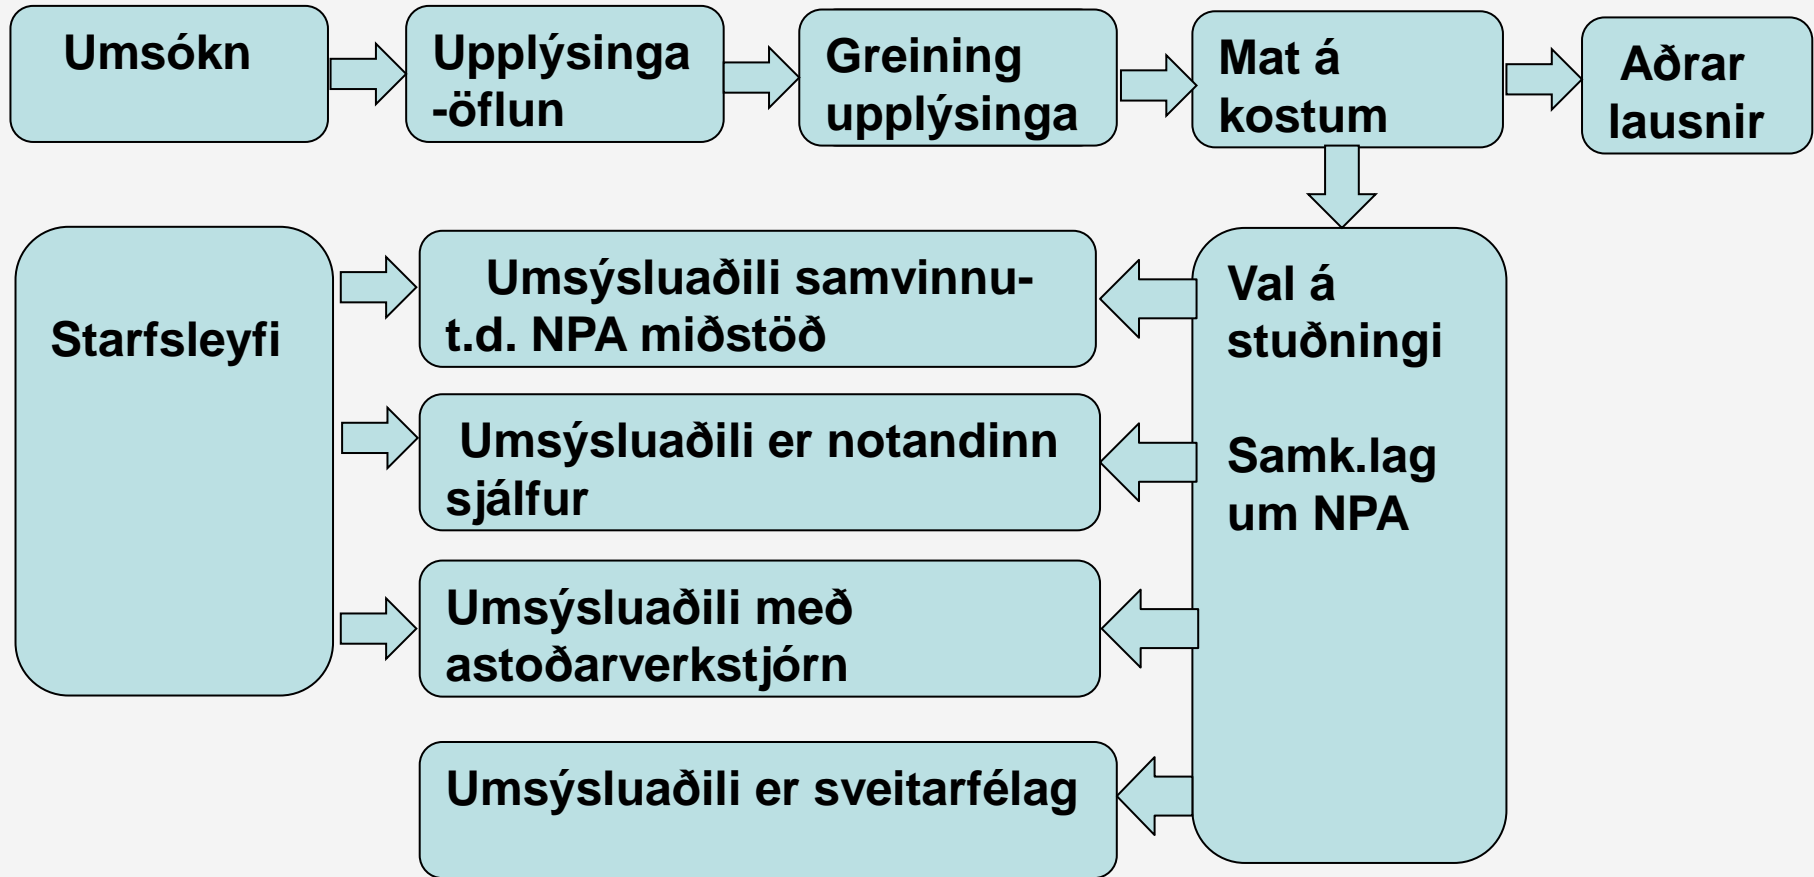 Umsókn
Upplýsinga
-öflun
Greining
upplýsinga
Mat á
kostum
Aðrar
lausnir
Starfsleyfi
Umsýsluaðili samvinnu-
t.d. NPA miðstöð
Umsýsluaðili er notandinn
sjálfur
Umsýsluaðili með
astoðarverkstjórn
Umsýsluaðili er sveitarfélag
Val á
stuðningi
Samk.lag
um NPA